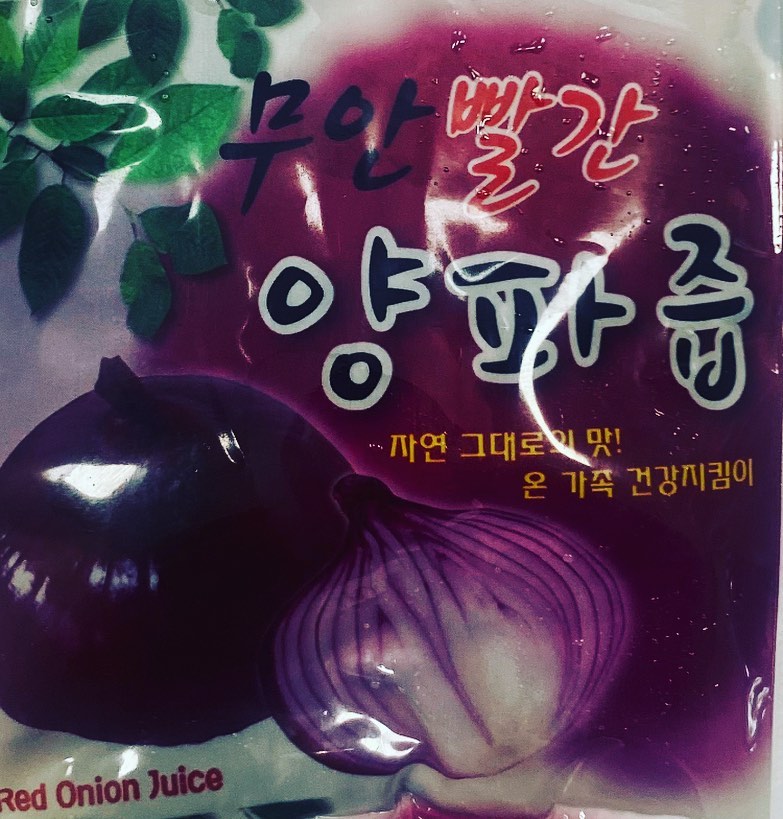 무안빨간
양파즙
자연 그대로의 맛!
온 가족 건강지킴이
Red Onion Juice